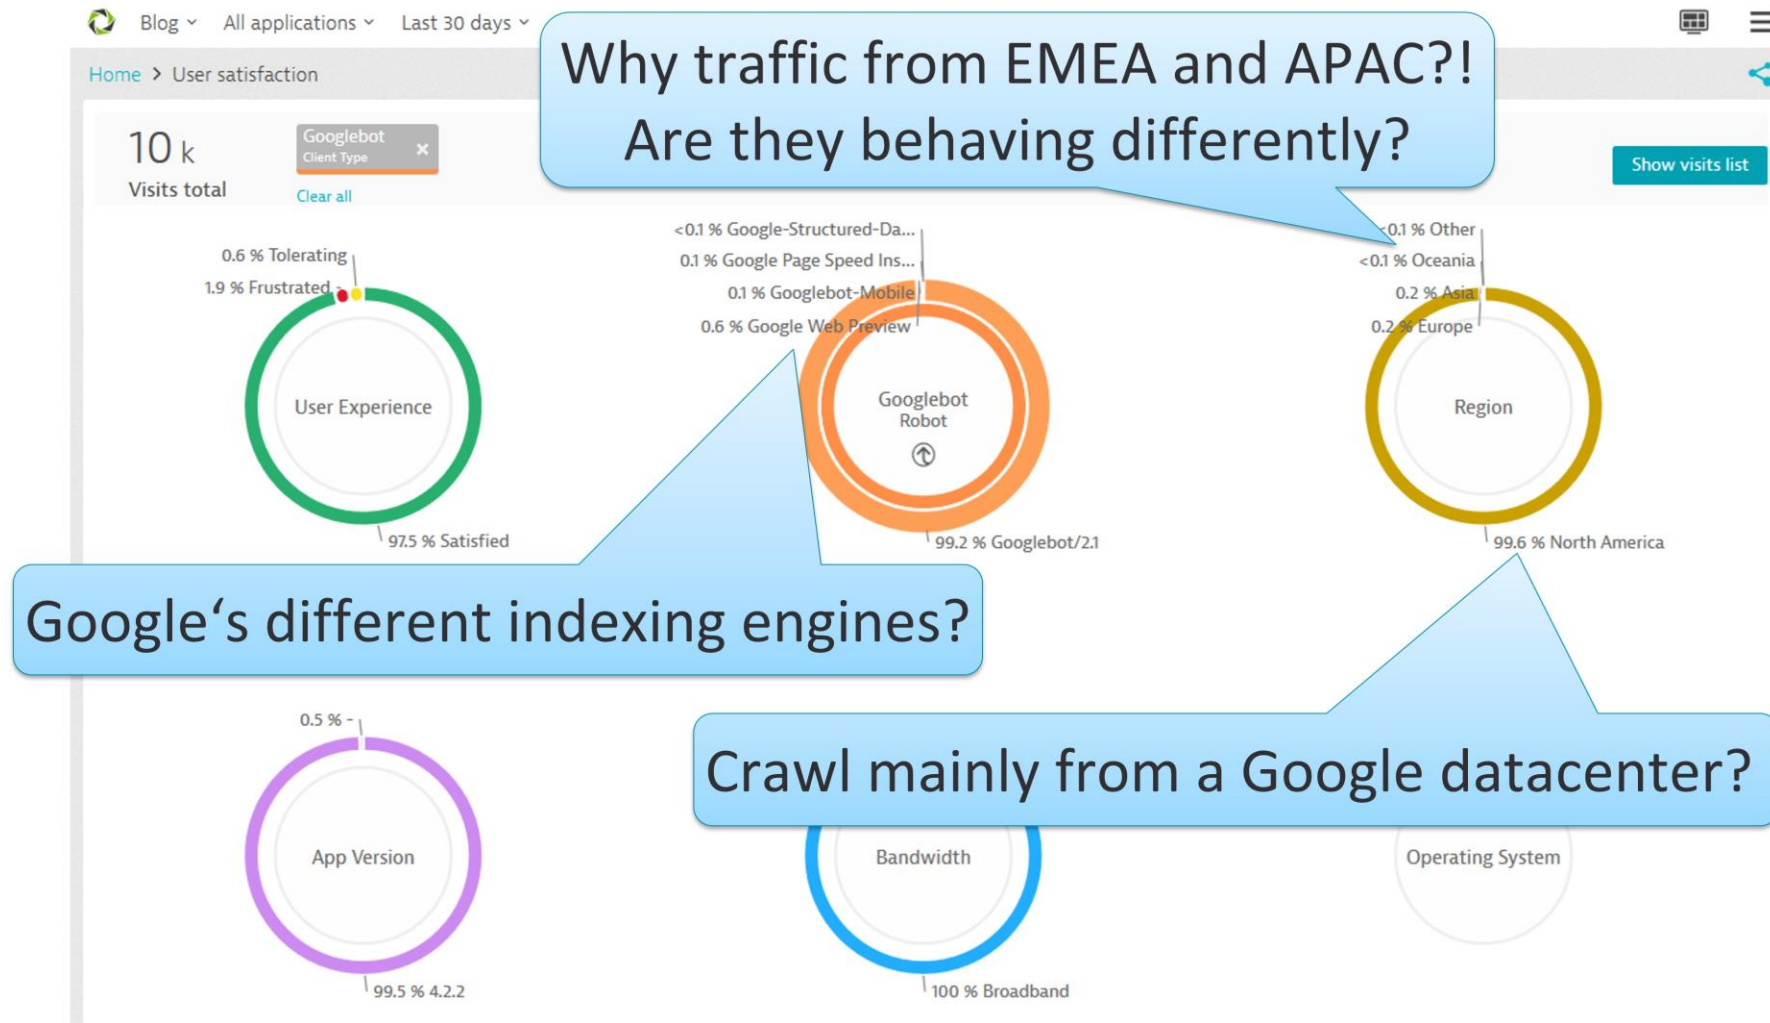 Blog
All applications
Last 30 days
Why traffic from EMEA and APAC?!
Are they behaving differently?
Home > User satisfaction
10 k
Visits total
Googlebot
Client Type
Clear all
Show visits list
0.6 % Tolerating
1.9 % Frustrated
User Experience
97.5 % Satisfied
<0.1 % Google-Structured-Da...
0.1 % Google Page Speed Ins...
0.1 % Googlebot-Mobile
0.6 % Google Web Preview
Googlebot
Robot
99.2 % Googlebot/2.1
<0.1 % Other
<0.1 % Oceania
0.2 % Asia
0.2 % Europe
Region
99.6 % North America
Google‘s different indexing engines?
Crawl mainly from a Google datacenter?
0.5 % -
App Version
99.5 % 4.2.2
Bandwidth
100 % Broadband
Operating System